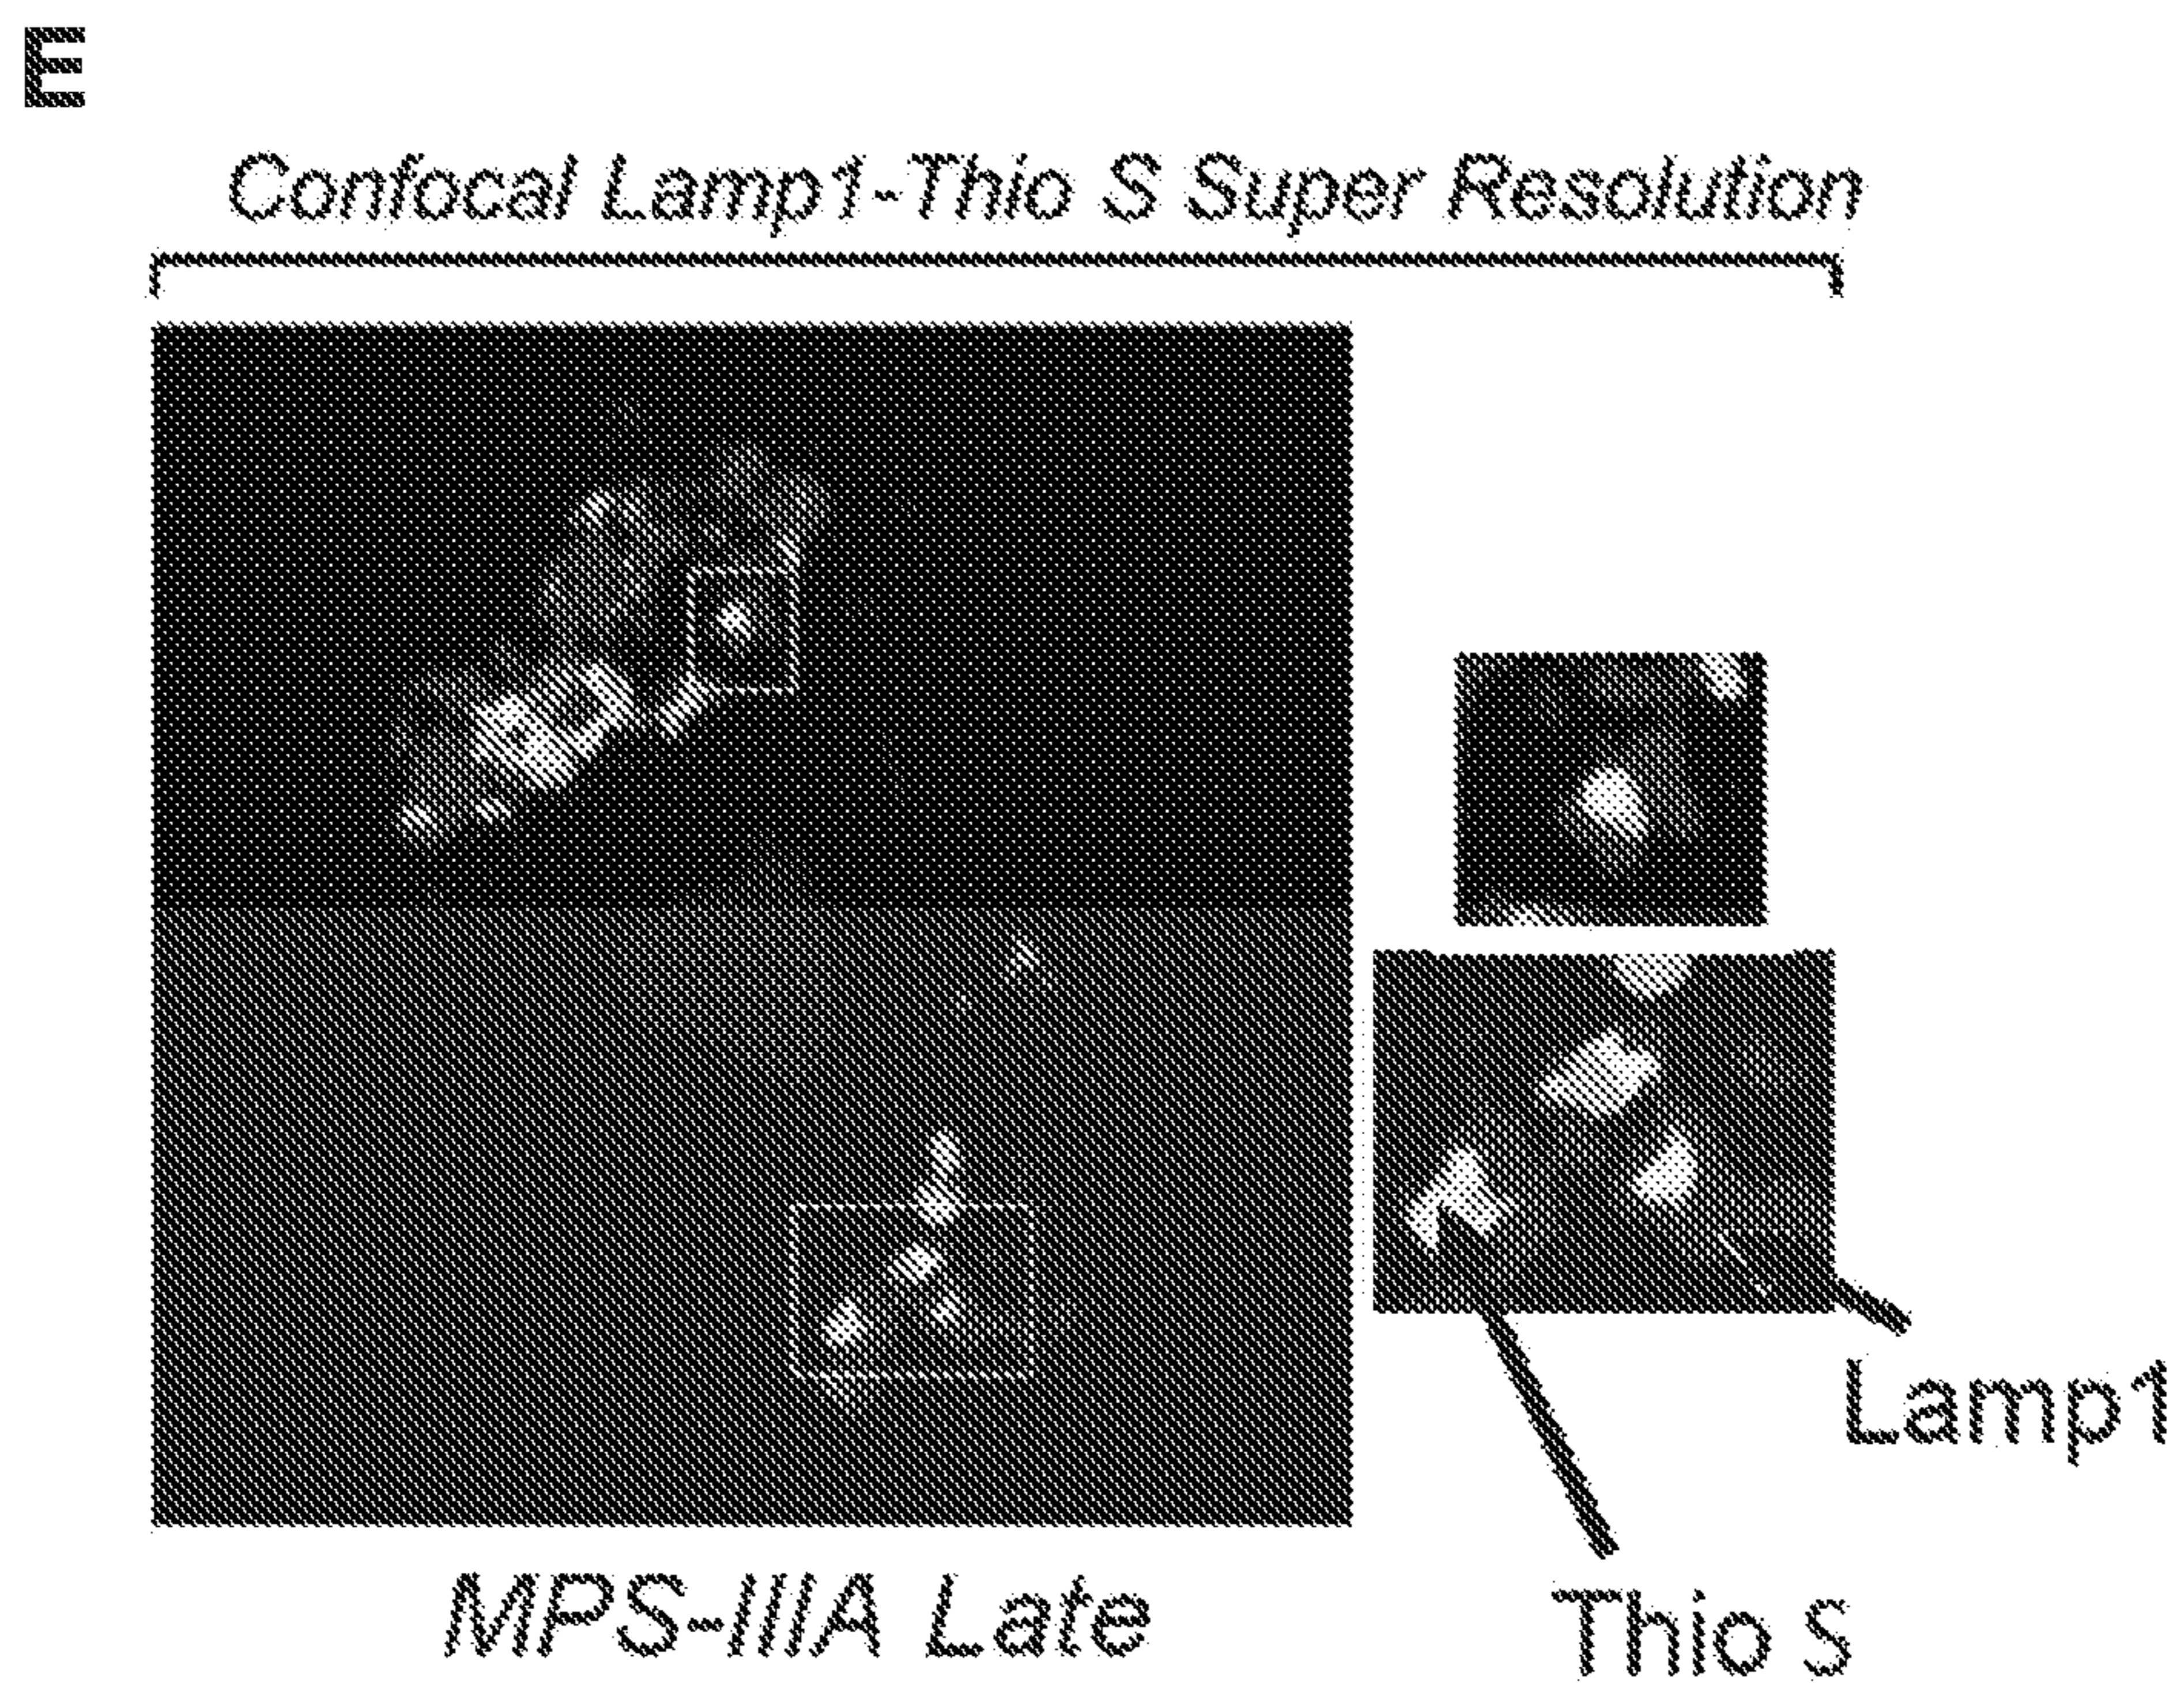 E
Confocal Lamp1-Thio S Super Resolution
Lamp1
MPS-IIIA Late
Thio S